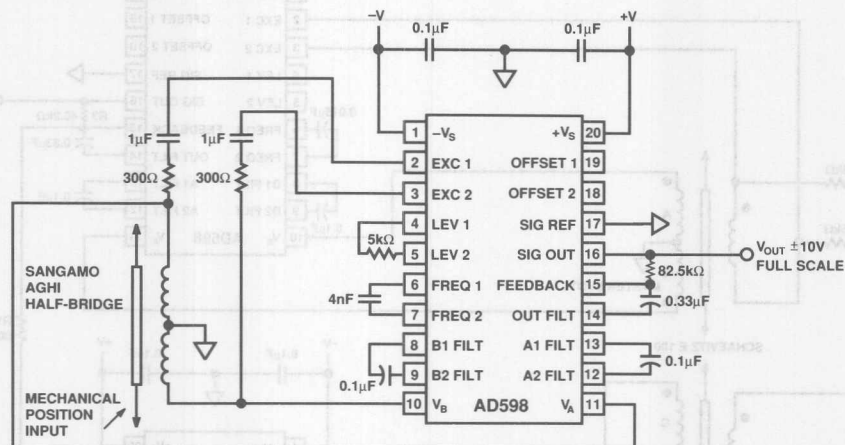 –V
+V
0.1μF
0.1μF
1 –VS
+VS 20
2 EXC 1
OFFSET 1 19
3 EXC 2
OFFSET 2 18
4 LEV 1
SIG REF 17
5 LEV 2
SIG OUT 16
6 FREQ 1
FEEDBACK 15
7 FREQ 2
OUT FILT 14
8 B1 FILT
A1 FILT 13
9 B2 FILT
A2 FILT 12
10 VB
AD598
VA 11
1μF
1μF
300Ω
300Ω
5kΩ
4nF
0.1μF
VOUT ±10V
FULL SCALE
82.5kΩ
0.33μF
0.1μF
SANGAMO
AGHI
HALF-BRIDGE
MECHANICAL
POSITION
INPUT